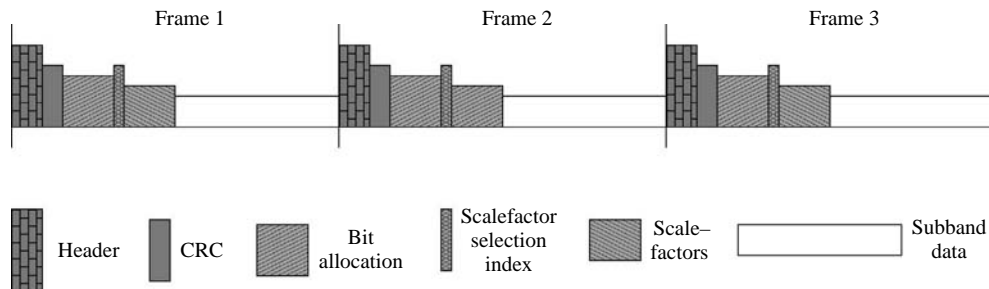 Frame 1
Frame 2
Frame 3
Header
CRC
Bit
allocation
Scalefactor
selection
index
Scale–
factors
Subband
data